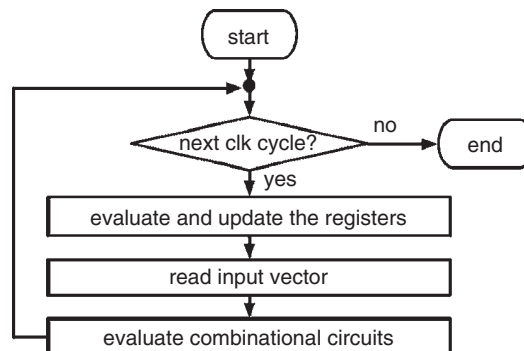 start
next clk cycle?
no
end
yes
evaluate and update the registers
read input vector
evaluate combinational circuits